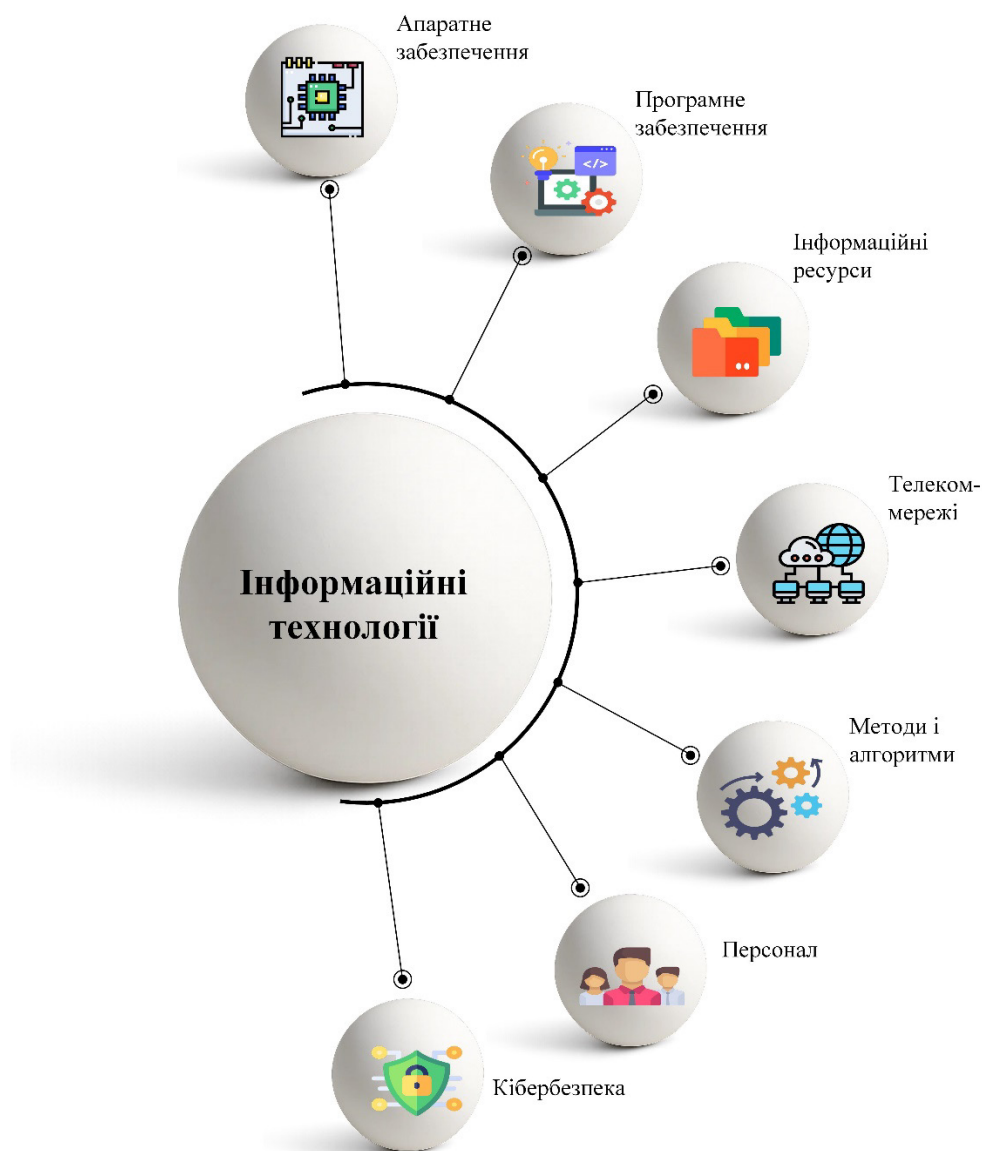 Апаратне
забезпечення
Програмне
забезпечення
</>
Інформаційні
ресурси
Телеком-
мережі
Інформаційні
технології
Методи і
алгоритми
Персонал
Кібербезпека